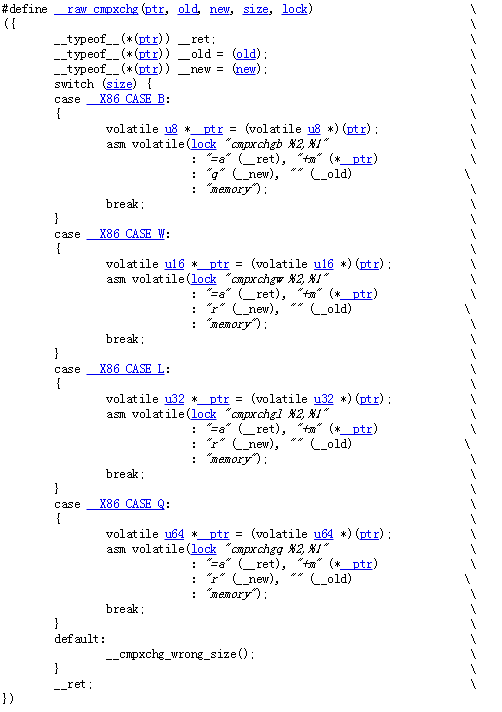 #define __raw_cmpxchg(ptr, old, new, size, lock) \
({ \
__typeof__(*(ptr)) __ret; \
__typeof__(*(ptr)) __old = (old); \
__typeof__(*(ptr)) __new = (new); \
switch (size) { \
case __X86_CASE_B: \
{ \
volatile u8 *__ptr = (volatile u8 *)(ptr); \
asm volatile(lock "cmpxchgb %2,%1" \
: "=a" (__ret), "+m" (*__ptr) \
: "q" (__new), "" (__old) \
: "memory"); \
break; \
} \
case __X86_CASE_W: \
{ \
volatile u16 *__ptr = (volatile u16 *)(ptr); \
asm volatile(lock "cmpxchgw %2,%1" \
: "=a" (__ret), "+m" (*__ptr) \
: "r" (__new), "" (__old) \
: "memory"); \
break; \
} \
case __X86_CASE_L: \
{ \
volatile u32 *__ptr = (volatile u32 *)(ptr); \
asm volatile(lock "cmpxchgl %2,%1" \
: "=a" (__ret), "+m" (*__ptr) \
: "r" (__new), "" (__old) \
: "memory"); \
break; \
} \
case __X86_CASE_Q: \
{ \
volatile u64 *__ptr = (volatile u64 *)(ptr); \
asm volatile(lock "cmpxchgq %2,%1" \
: "=a" (__ret), "+m" (*__ptr) \
: "r" (__new), "" (__old) \
: "memory"); \
break; \
} \
default: \
__cmpxchg_wrong_size(); \
} \
__ret; \
})